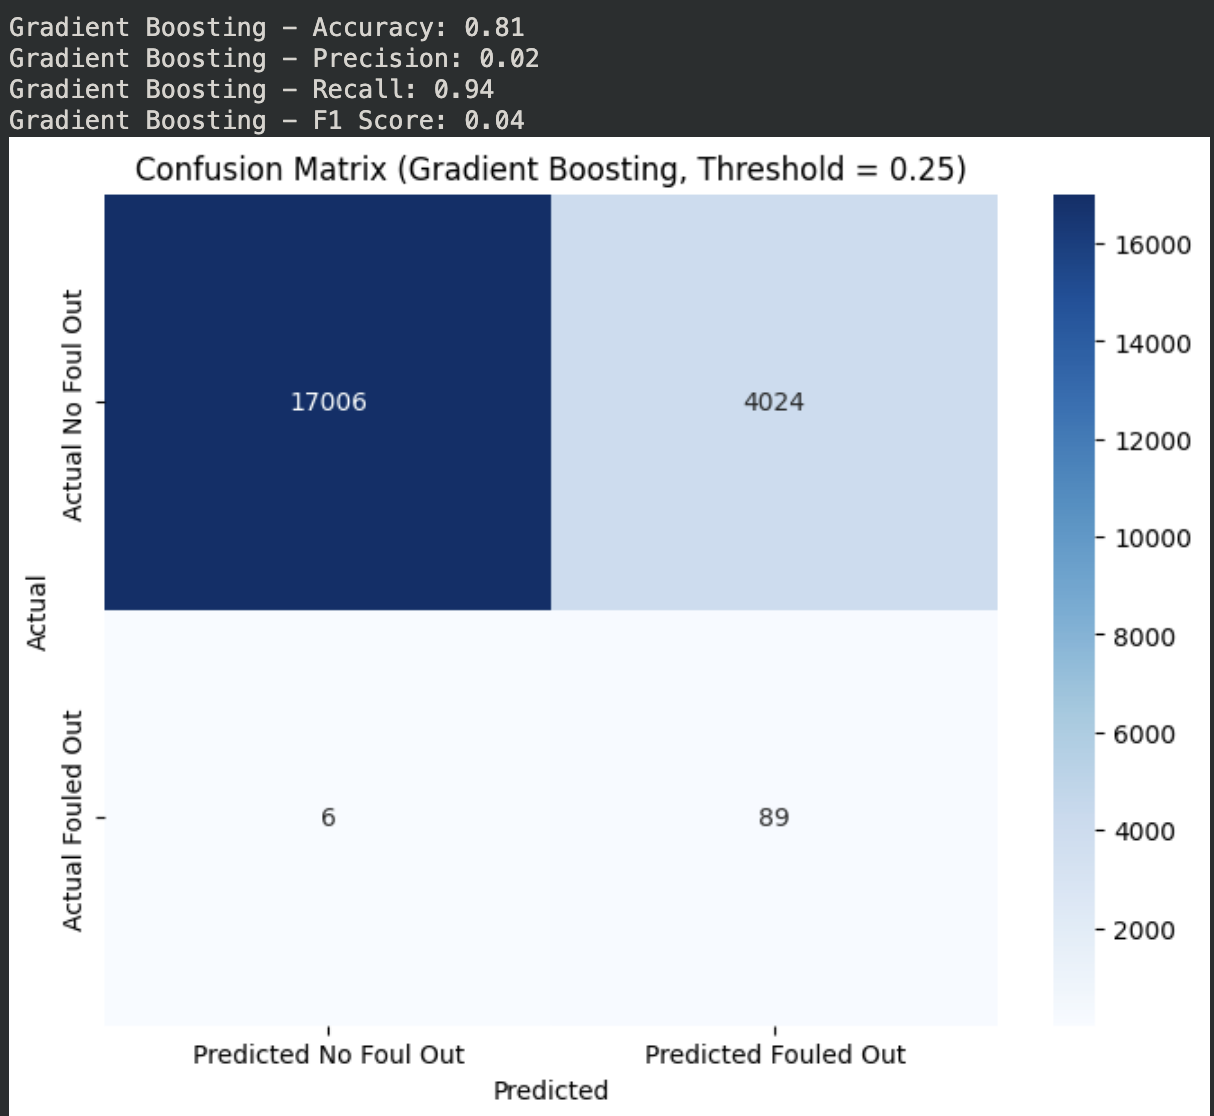 Gradient Boosting – Accuracy: 0.81
Gradient Boosting – Precision: 0.02
Gradient Boosting – Recall: 0.94
Gradient Boosting – F1 Score: 0.04
Confusion Matrix (Gradient Boosting, Threshold = 0.25)
Actual
Actual No Foul Out
17006
4024
Actual Fouled Out
6
89
Predicted No Foul Out
Predicted Fouled Out
Predicted
16000
14000
12000
10000
8000
6000
4000
2000